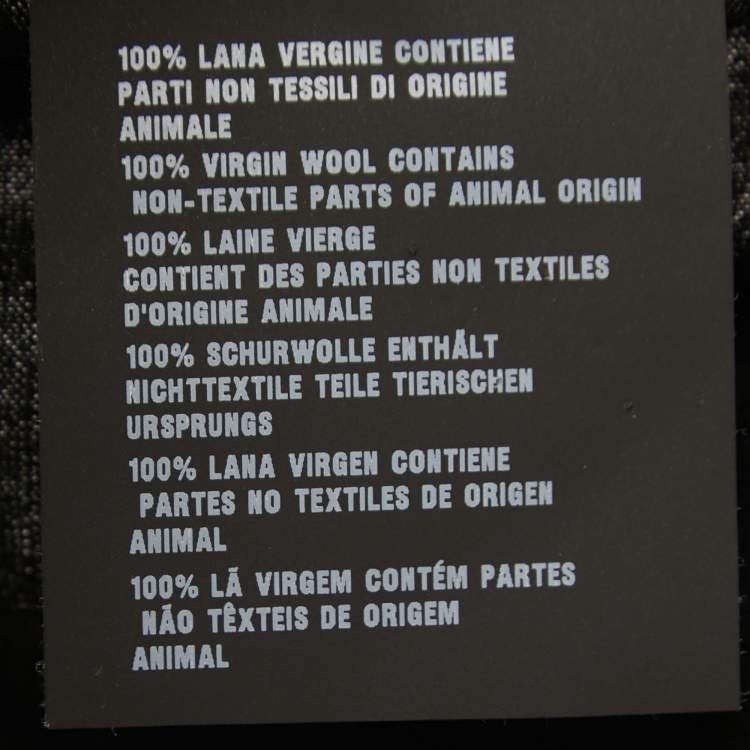 100% LANA VERGINE CONTIENE
PARTI NON TESSILI DI ORIGINE
ANIMALE
100% VIRGIN WOOL CONTAINS
NON-TEXTILE PARTS OF ANIMAL ORIGIN
100% LAINE VIERGE
CONTIENT DES PARTIES NON TEXTILES
D'ORIGINE ANIMALE
100% SCHURWOLLE ENTHÄLT
NICHTTEXTILE TEILE TIERISCHEN
URSPRUNGS
100% LANA VIRGEN CONTIENE
PARTES NO TEXTILES DE ORIGEN
ANIMAL
100% LÃ VIRGEM CONTÉM PARTES
NÃO TÊXTEIS DE ORIGEM
ANIMAL